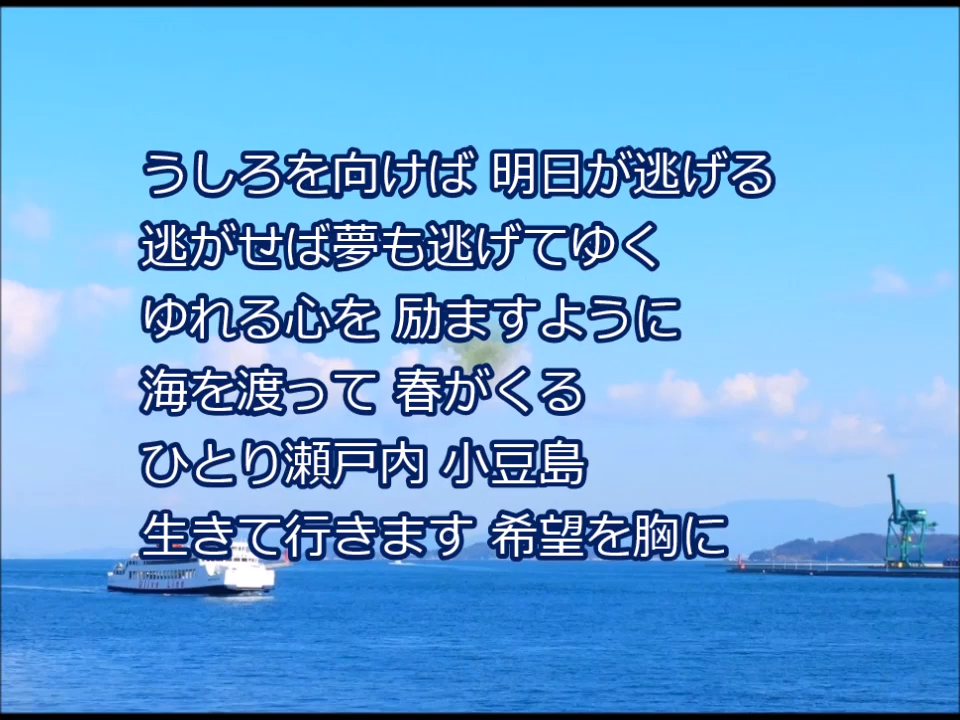 うしろを向けば 明日が逃げる
逃がせば夢も逃げてゆく
ゆれる心を 励ますように
海を渡って 春がくる
ひとり瀬戸内 小豆島
生きて行きます 希望を胸に